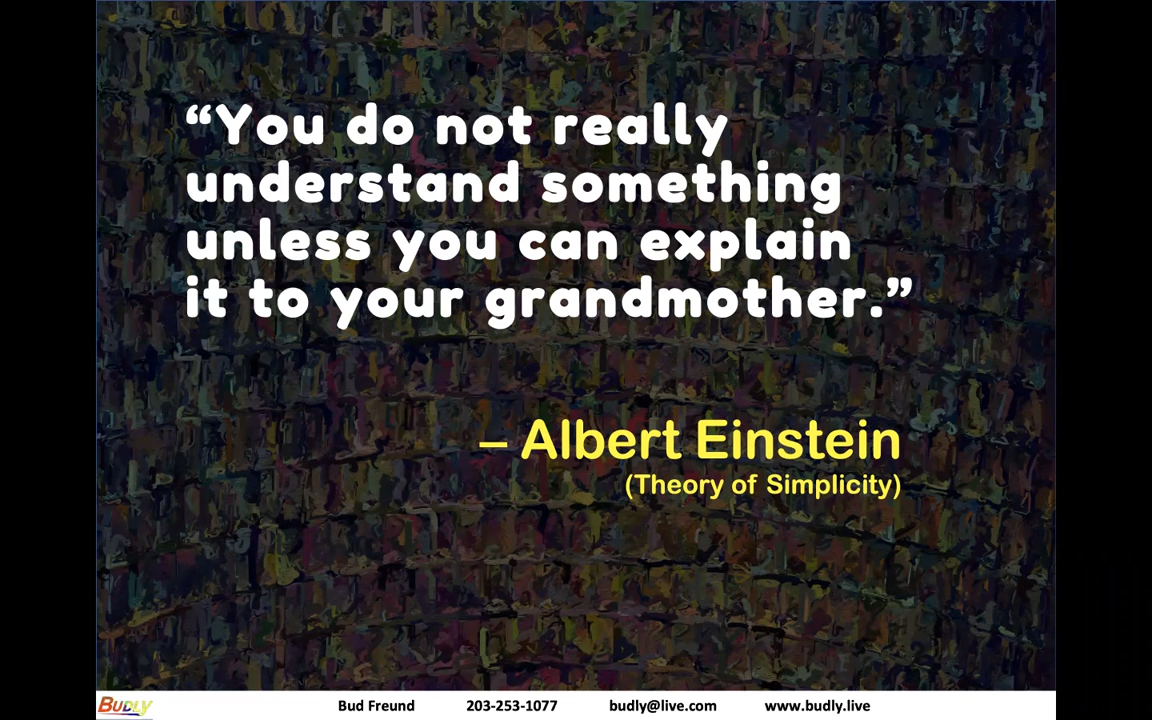 “You do not really
understand something
unless you can explain
it to your grandmother.”
– Albert Einstein
(Theory of Simplicity)
BUDLY Bud Freund 203-253-1077 budly@live.com www.budly.live